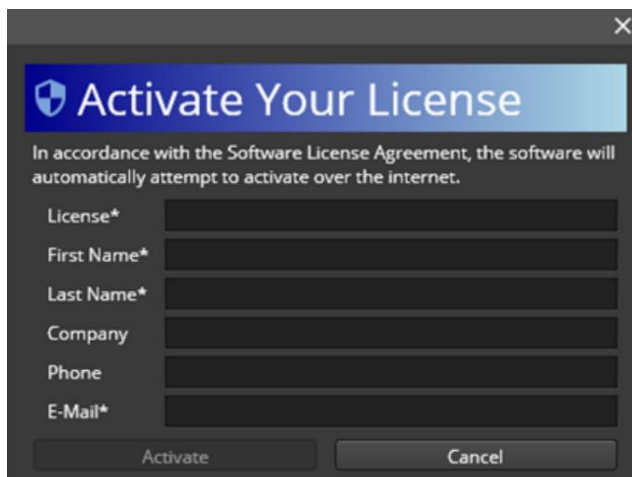 Activate Your License
In accordance with the Software License Agreement, the software will
automatically attempt to activate over the internet.
License*
First Name*
Last Name*
Company
Phone
E-Mail*
Activate
Cancel